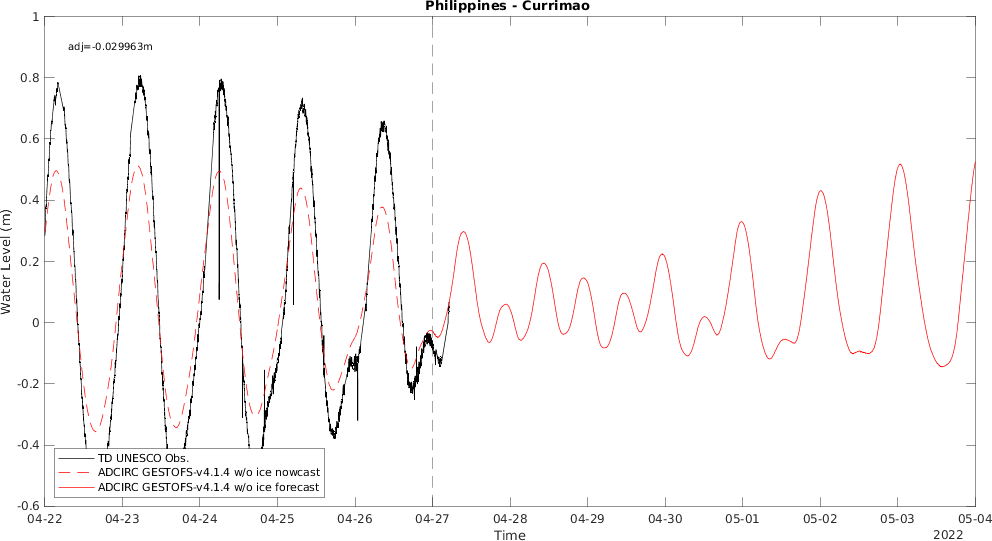 Philippines - Currimao
adj=-0.029963m
1
0.8
0.6
0.4
0.2
0
-0.2
-0.4
-0.6
Water Level (m)
TD UNESCO Obs.
ADCIRC GESTOFS-v4.1.4 w/o ice nowcast
ADCIRC GESTOFS-v4.1.4 w/o ice forecast
04-22 04-23 04-24 04-25 04-26 04-27 04-28 04-29 04-30 05-01 05-02 05-03 05-04
Time
2022